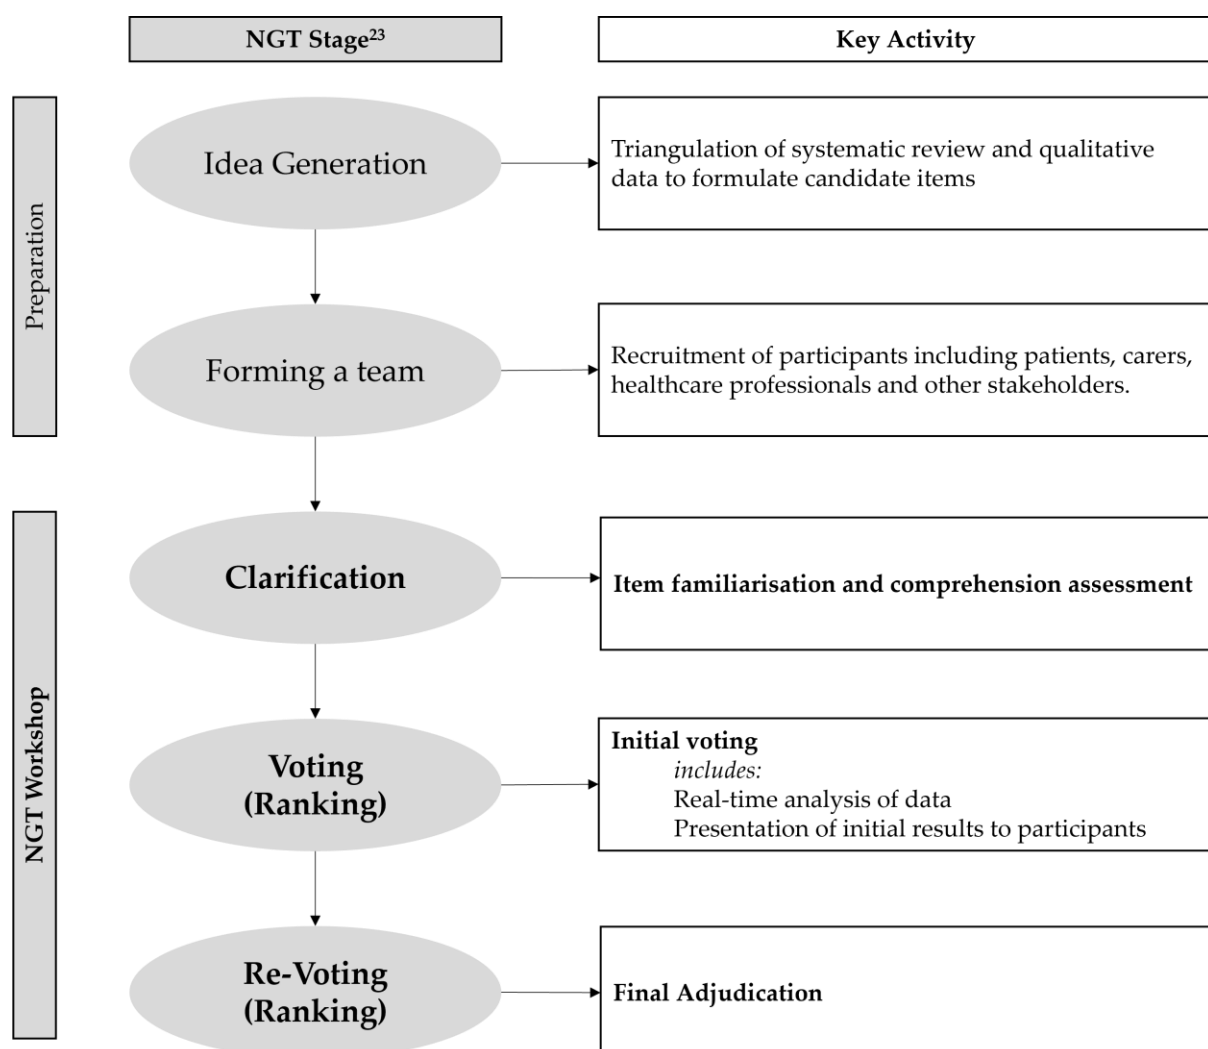 NGT Stage23
Key Activity
Preparation
Idea Generation
Triangulation of systematic review and qualitative
data to formulate candidate items
Forming a team
Recruitment of participants including patients, carers,
healthcare professionals and other stakeholders.
NGT Workshop
Clarification
Item familiarisation and comprehension assessment
Voting
(Ranking)
Initial voting
includes:
Real-time analysis of data
Presentation of initial results to participants
Re-Voting
(Ranking)
Final Adjudication